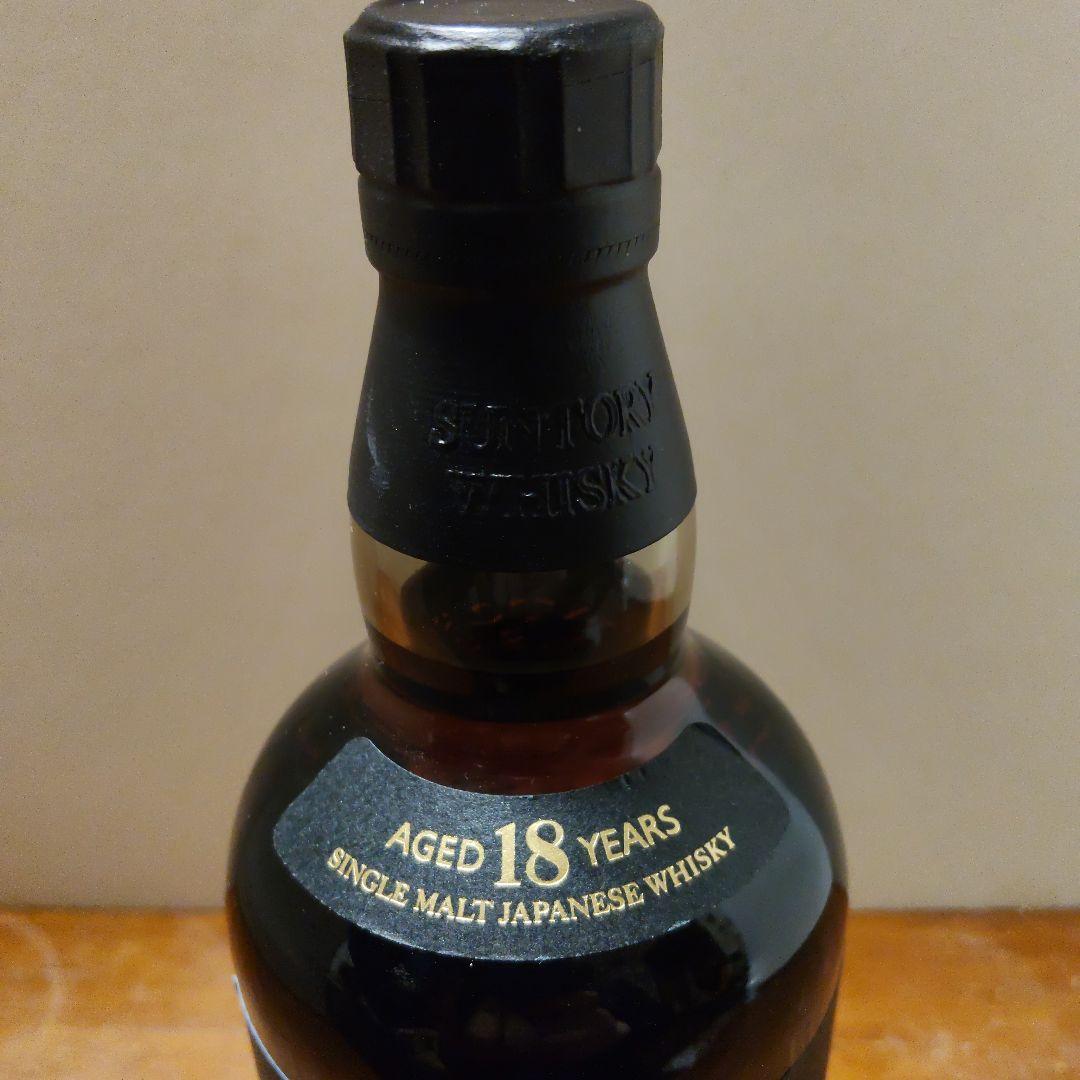 SUNTORY
WHISKY
AGED 18 YEARS
SINGLE MALT JAPANESE WHISKY